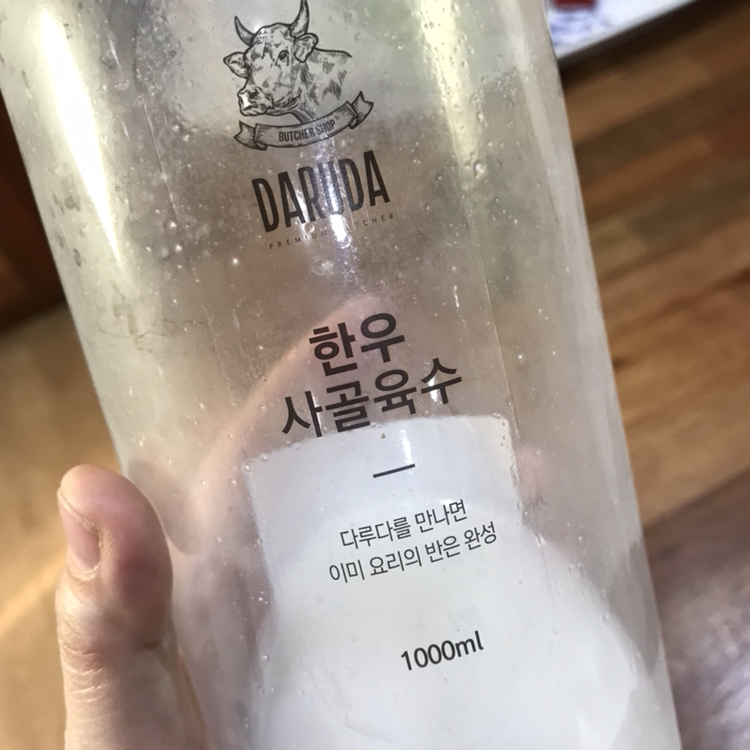 BUTCHER SHOP
DARUDA
PREMIUM BUTCHER
한우
사골육수
다루다를 만나면
이미 요리의 반은 완성
1000ml